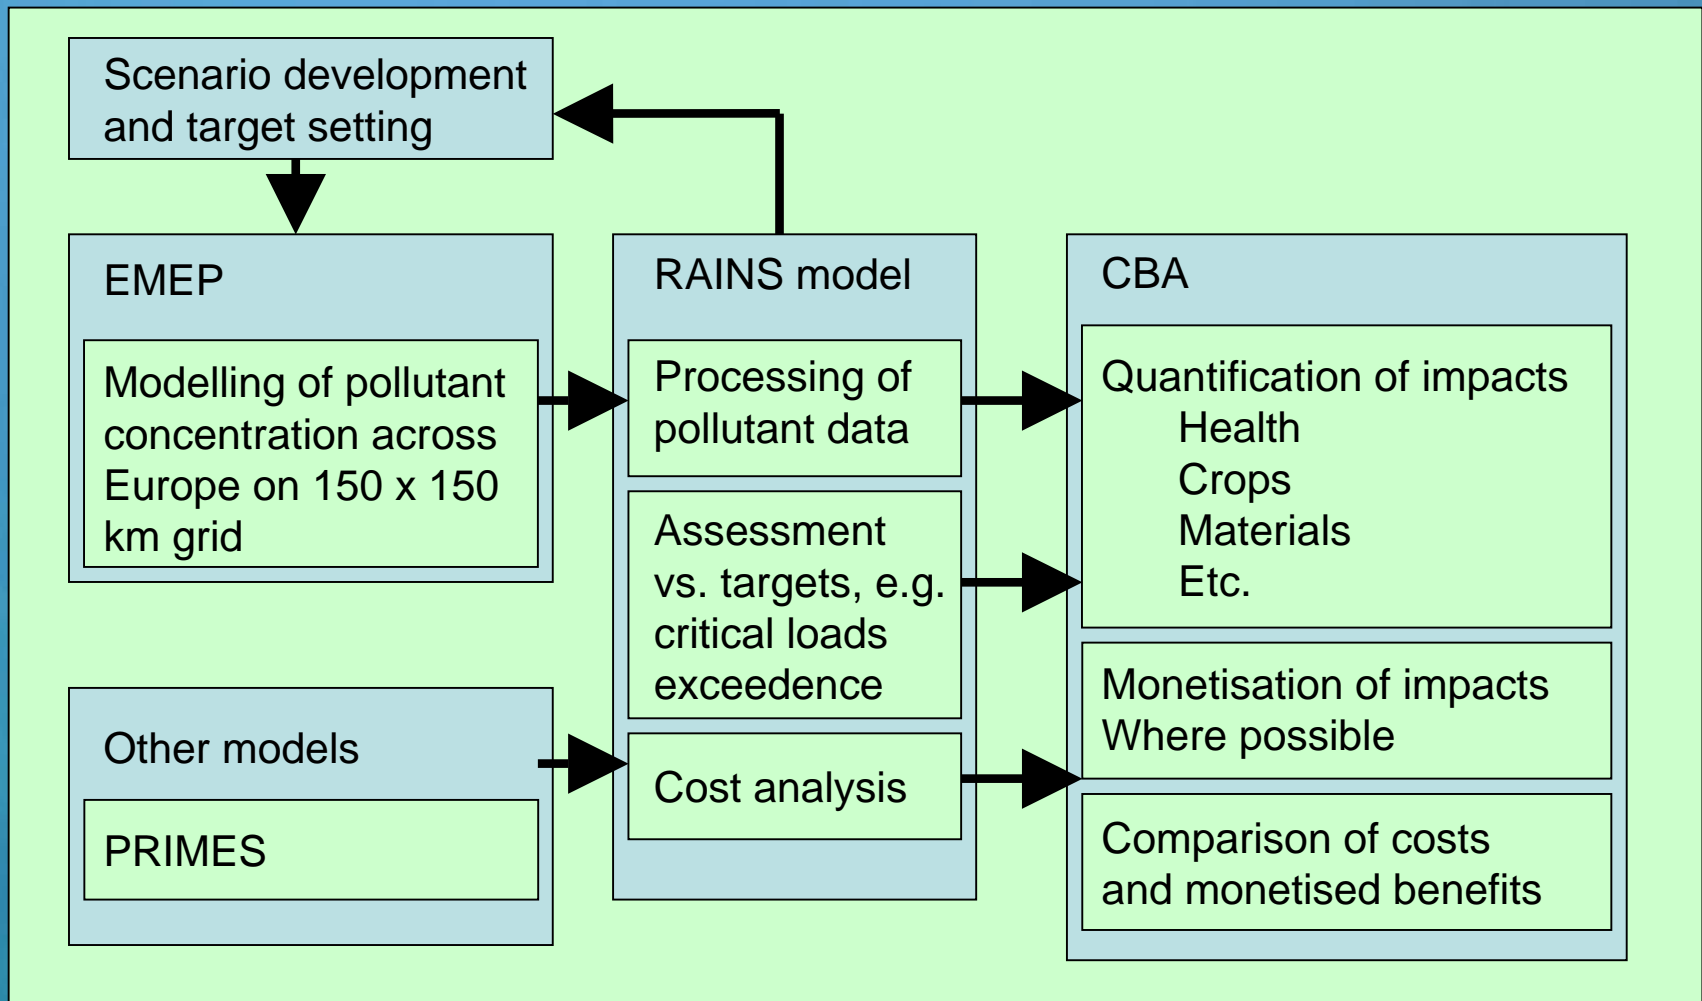 Scenario development
and target setting
EMEP
Modelling of pollutant
concentration across
Europe on 150 x 150
km grid
Other models
PRIMES
RAINS model
Processing of
pollutant data
Assessment
vs. targets, e.g.
critical loads
exceedence
Cost analysis
CBA
Quantification of impacts
Health
Crops
Materials
Etc.
Monetisation of impacts
Where possible
Comparison of costs
and monetised benefits